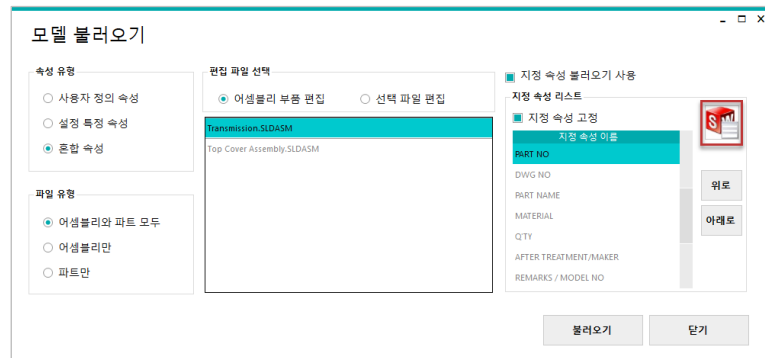 모델 불러오기
속성 유형
사용자 정의 속성
설정 특정 속성
혼합 속성
파일 유형
어셈블리와 파트 모두
어셈블리만
파트만
편집 파일 선택
어셈블리 부품 편집
선택 파일 편집
Transmission.SLDASM
Top Cover Assembly.SLDASM
지정 속성 불러오기 사용
지정 속성 리스트
지정 속성 고정
지정 속성 이름
PART NO
DWG NO
PART NAME
MATERIAL
Q'TY
AFTER TREATMENT/MAKER
REMARKS / MODEL NO
위로
아래로
불러오기
닫기